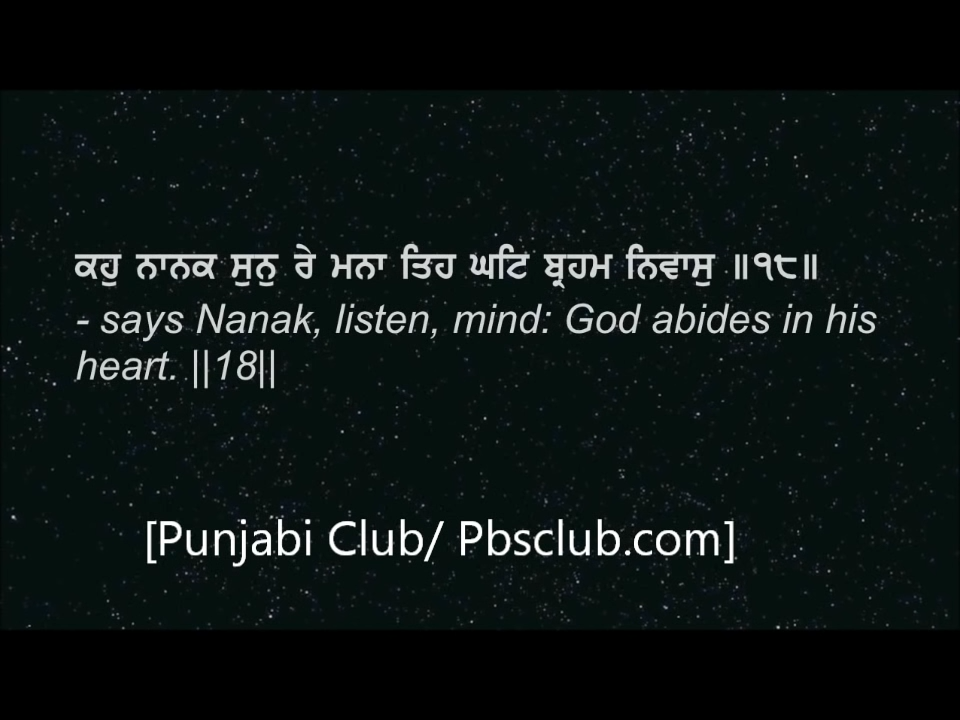 ਕਹੁ ਨਾਨਕ ਸੁਨੁ ਰੇ ਮਨਾ ਤਿਹ ਘਟਿ ਬ੍ਰਹਮ ਨਿਵਾਸੁ ॥੧੮॥
- says Nanak, listen, mind: God abides in his
heart. ||18||
[Punjabi Club/ Pbsclub.com]